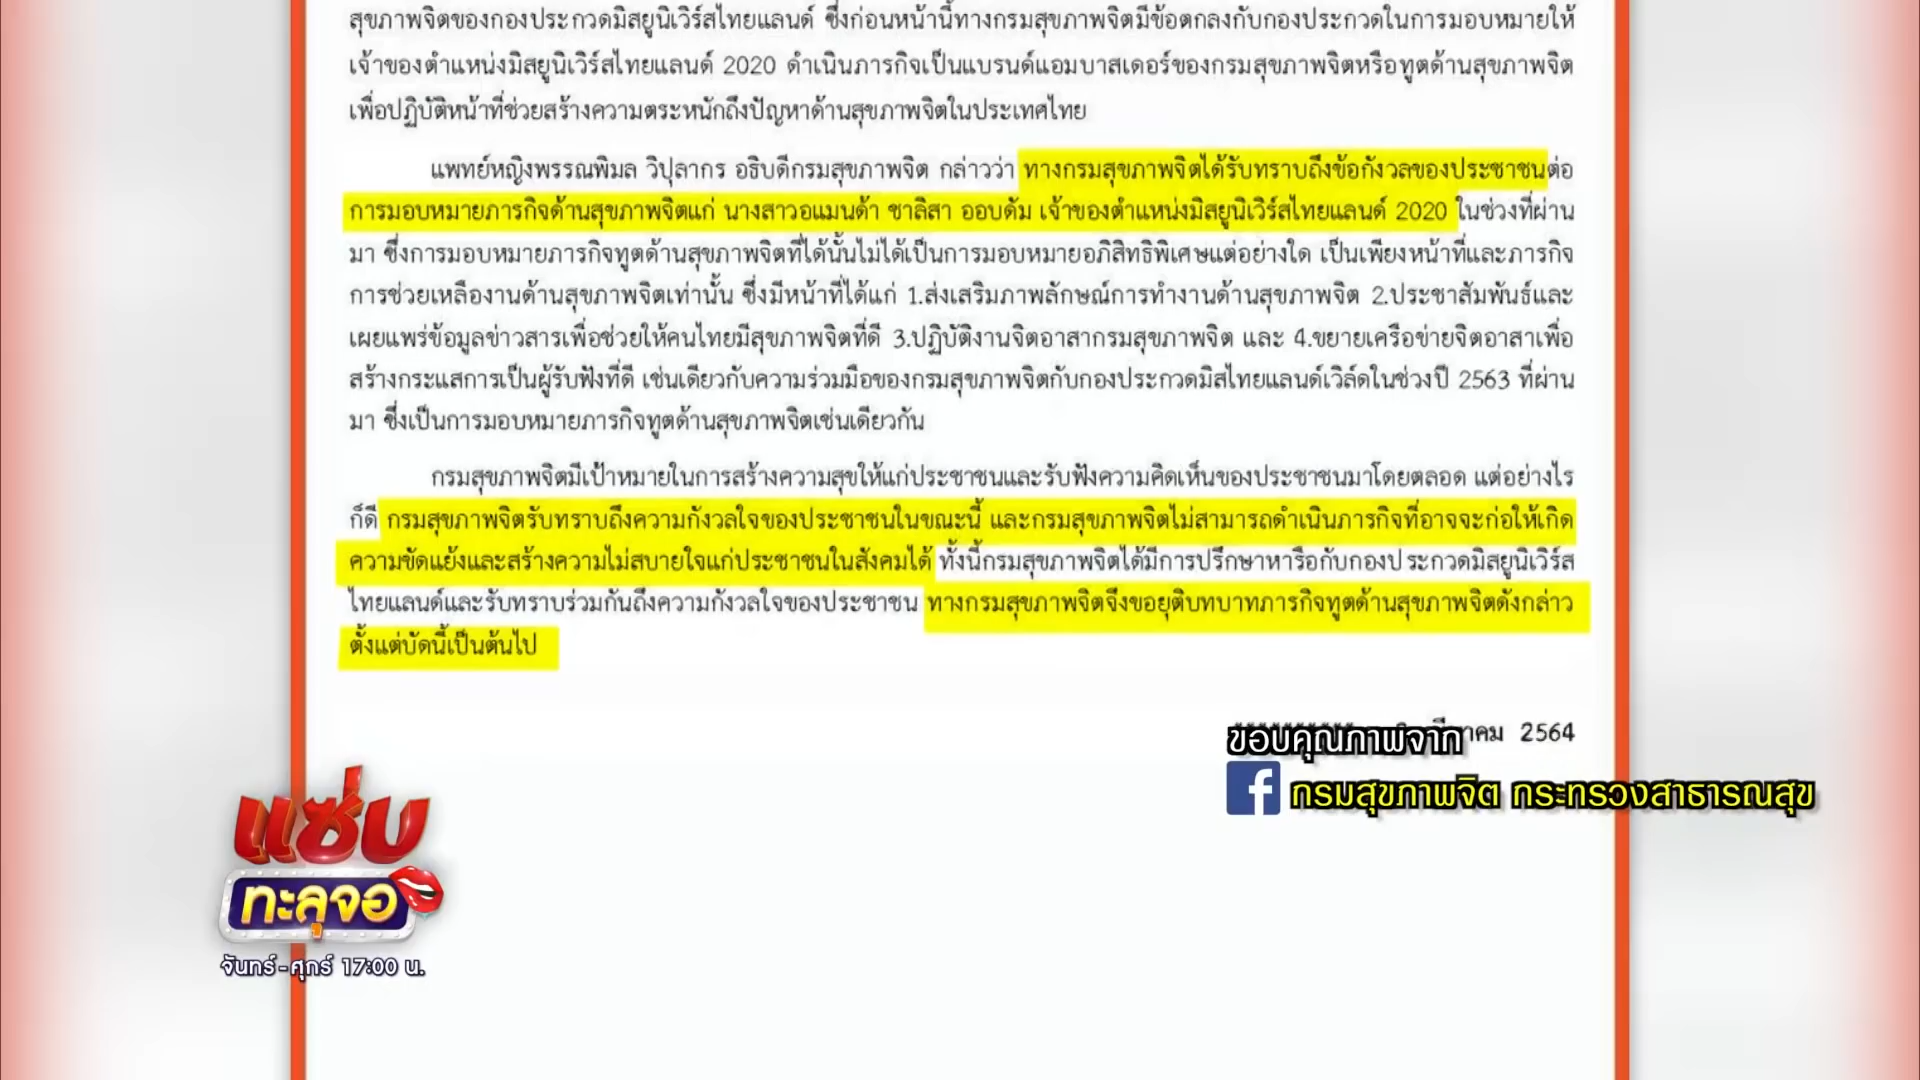 สุขภาพจิตของกองประกวดมิสยูนิเวิร์สไทยแลนด์ ซึ่งก่อนหน้านี้ทางกรมสุขภาพจิตมีข้อตกลงกับกองประกวดในการมอบหมายให้
เจ้าของตำแหน่งมิสยูนิเวิร์สไทยแลนด์ 2020 ดำเนินภารกิจเป็นแบรนด์แอมบาสเดอร์ของกรมสุขภาพจิตหรือทูตด้านสุขภาพจิต
เพื่อปฏิบัติหน้าที่ช่วยสร้างความตระหนักถึงปัญหาด้านสุขภาพจิตในประเทศไทย
แพทย์หญิงพรรณพิมล วิปุลากร อธิบดีกรมสุขภาพจิต กล่าวว่า ทางกรมสุขภาพจิตได้รับทราบถึงข้อกังวลของประชาชนต่อ
การมอบหมายภารกิจด้านสุขภาพจิตแก่ นางสาวอแมนด้า ชาลิสา ออบดัม เจ้าของตำแหน่งมิสยูนิเวิร์สไทยแลนด์ 2020 ในช่วงที่ผ่าน
มา ซึ่งการมอบหมายภารกิจทูตด้านสุขภาพจิตที่ได้นั้นไม่ได้เป็นการมอบหมายอภิสิทธิพิเศษแต่อย่างใด เป็นเพียงหน้าที่และภารกิจ
การช่วยเหลืองานด้านสุขภาพจิตเท่านั้น ซึ่งมีหน้าที่ได้แก่ 1.ส่งเสริมภาพลักษณ์การทำงานด้านสุขภาพจิต 2.ประชาสัมพันธ์และ
เผยแพร่ข้อมูลข่าวสารเพื่อช่วยให้คนไทยมีสุขภาพจิตที่ดี 3.ปฏิบัติงานจิตอาสากรมสุขภาพจิต และ 4.ขยายเครือข่ายจิตอาสาเพื่อ
สร้างกระแสการเป็นผู้รับฟังที่ดี เช่นเดียวกับความร่วมมือของกรมสุขภาพจิตกับกองประกวดมิสไทยแลนด์เวิล์ดในช่วงปี 2563 ที่ผ่าน
มา ซึ่งเป็นการมอบหมายภารกิจทูตด้านสุขภาพจิตเช่นเดียวกัน
กรมสุขภาพจิตมีเป้าหมายในการสร้างความสุขให้แก่ประชาชนและรับฟังความคิดเห็นของประชาชนมาโดยตลอด แต่อย่างไร
ก็ดี กรมสุขภาพจิตรับทราบถึงความกังวลใจของประชาชนในขณะนี้ และกรมสุขภาพจิตไม่สามารถดำเนินภารกิจที่อาจจะก่อให้เกิด
ความขัดแย้งและสร้างความไม่สบายใจแก่ประชาชนในสังคมได้ ทั้งนี้กรมสุขภาพจิตได้มีการปรึกษาหารือกับกองประกวดมิสยูนิเวิร์ส
ไทยแลนด์และรับทราบร่วมกันถึงความกังวลใจของประชาชน ทางกรมสุขภาพจิตจึงขอยุติบทบาทภารกิจทูตด้านสุขภาพจิตดังกล่าว
ตั้งแต่บัดนี้เป็นต้นไป
2564
ขอบคุณภาพจาก
กรมสุขภาพจิต กระทรวงสาธารณสุข
แซ่บ
ทะลุจอ
จันทร์-ศุกร์ 17:00 น.